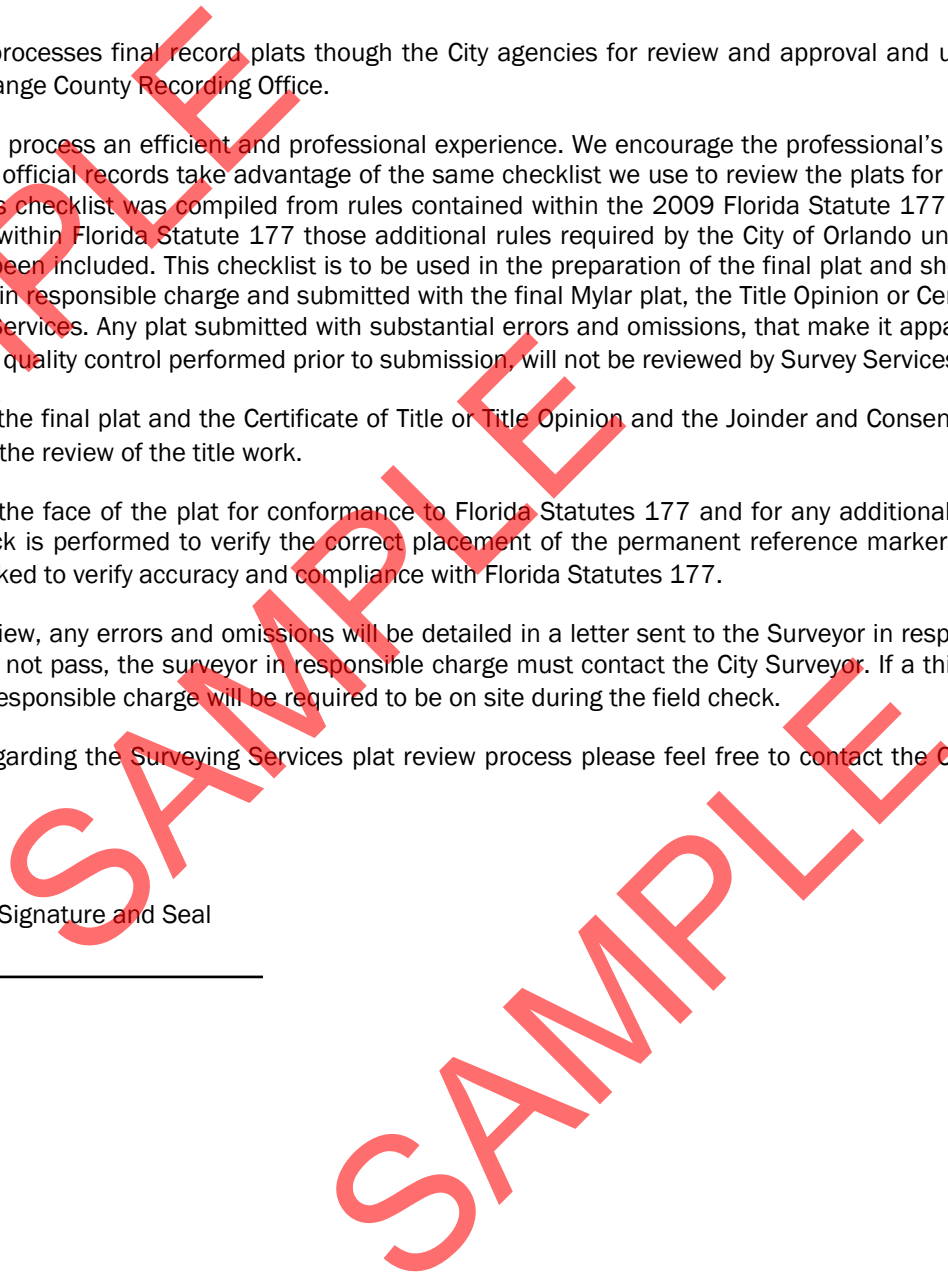 processes final record plats though the City agencies for review and approval and u
ange County Recording Office.
process an efficient and professional experience. We encourage the professional’s
official records take advantage of the same checklist we use to review the plats for
s checklist was compiled from rules contained within the 2009 Florida Statute 177
within Florida Statute 177 those additional rules required by the City of Orlando un
been included. This checklist is to be used in the preparation of the final plat and sh
in responsible charge and submitted with the final Mylar plat, the Title Opinion or Cer
Services. Any plat submitted with substantial errors and omissions, that make it appa
quality control performed prior to submission, will not be reviewed by Survey Services
the final plat and the Certificate of Title or Title Opinion and the Joinder and Consen
the review of the title work.
the face of the plat for conformance to Florida Statutes 177 and for any additional
ck is performed to verify the correct placement of the permanent reference marker
ked to verify accuracy and compliance with Florida Statutes 177.
iew, any errors and omissions will be detailed in a letter sent to the Surveyor in resp
not pass, the surveyor in responsible charge must contact the City Surveyor. If a thi
esponsible charge will be required to be on site during the field check.
garding the Surveying Services plat review process please feel free to contact the C
Signature and Seal
MPLE
SAMPLE
SAMPLE